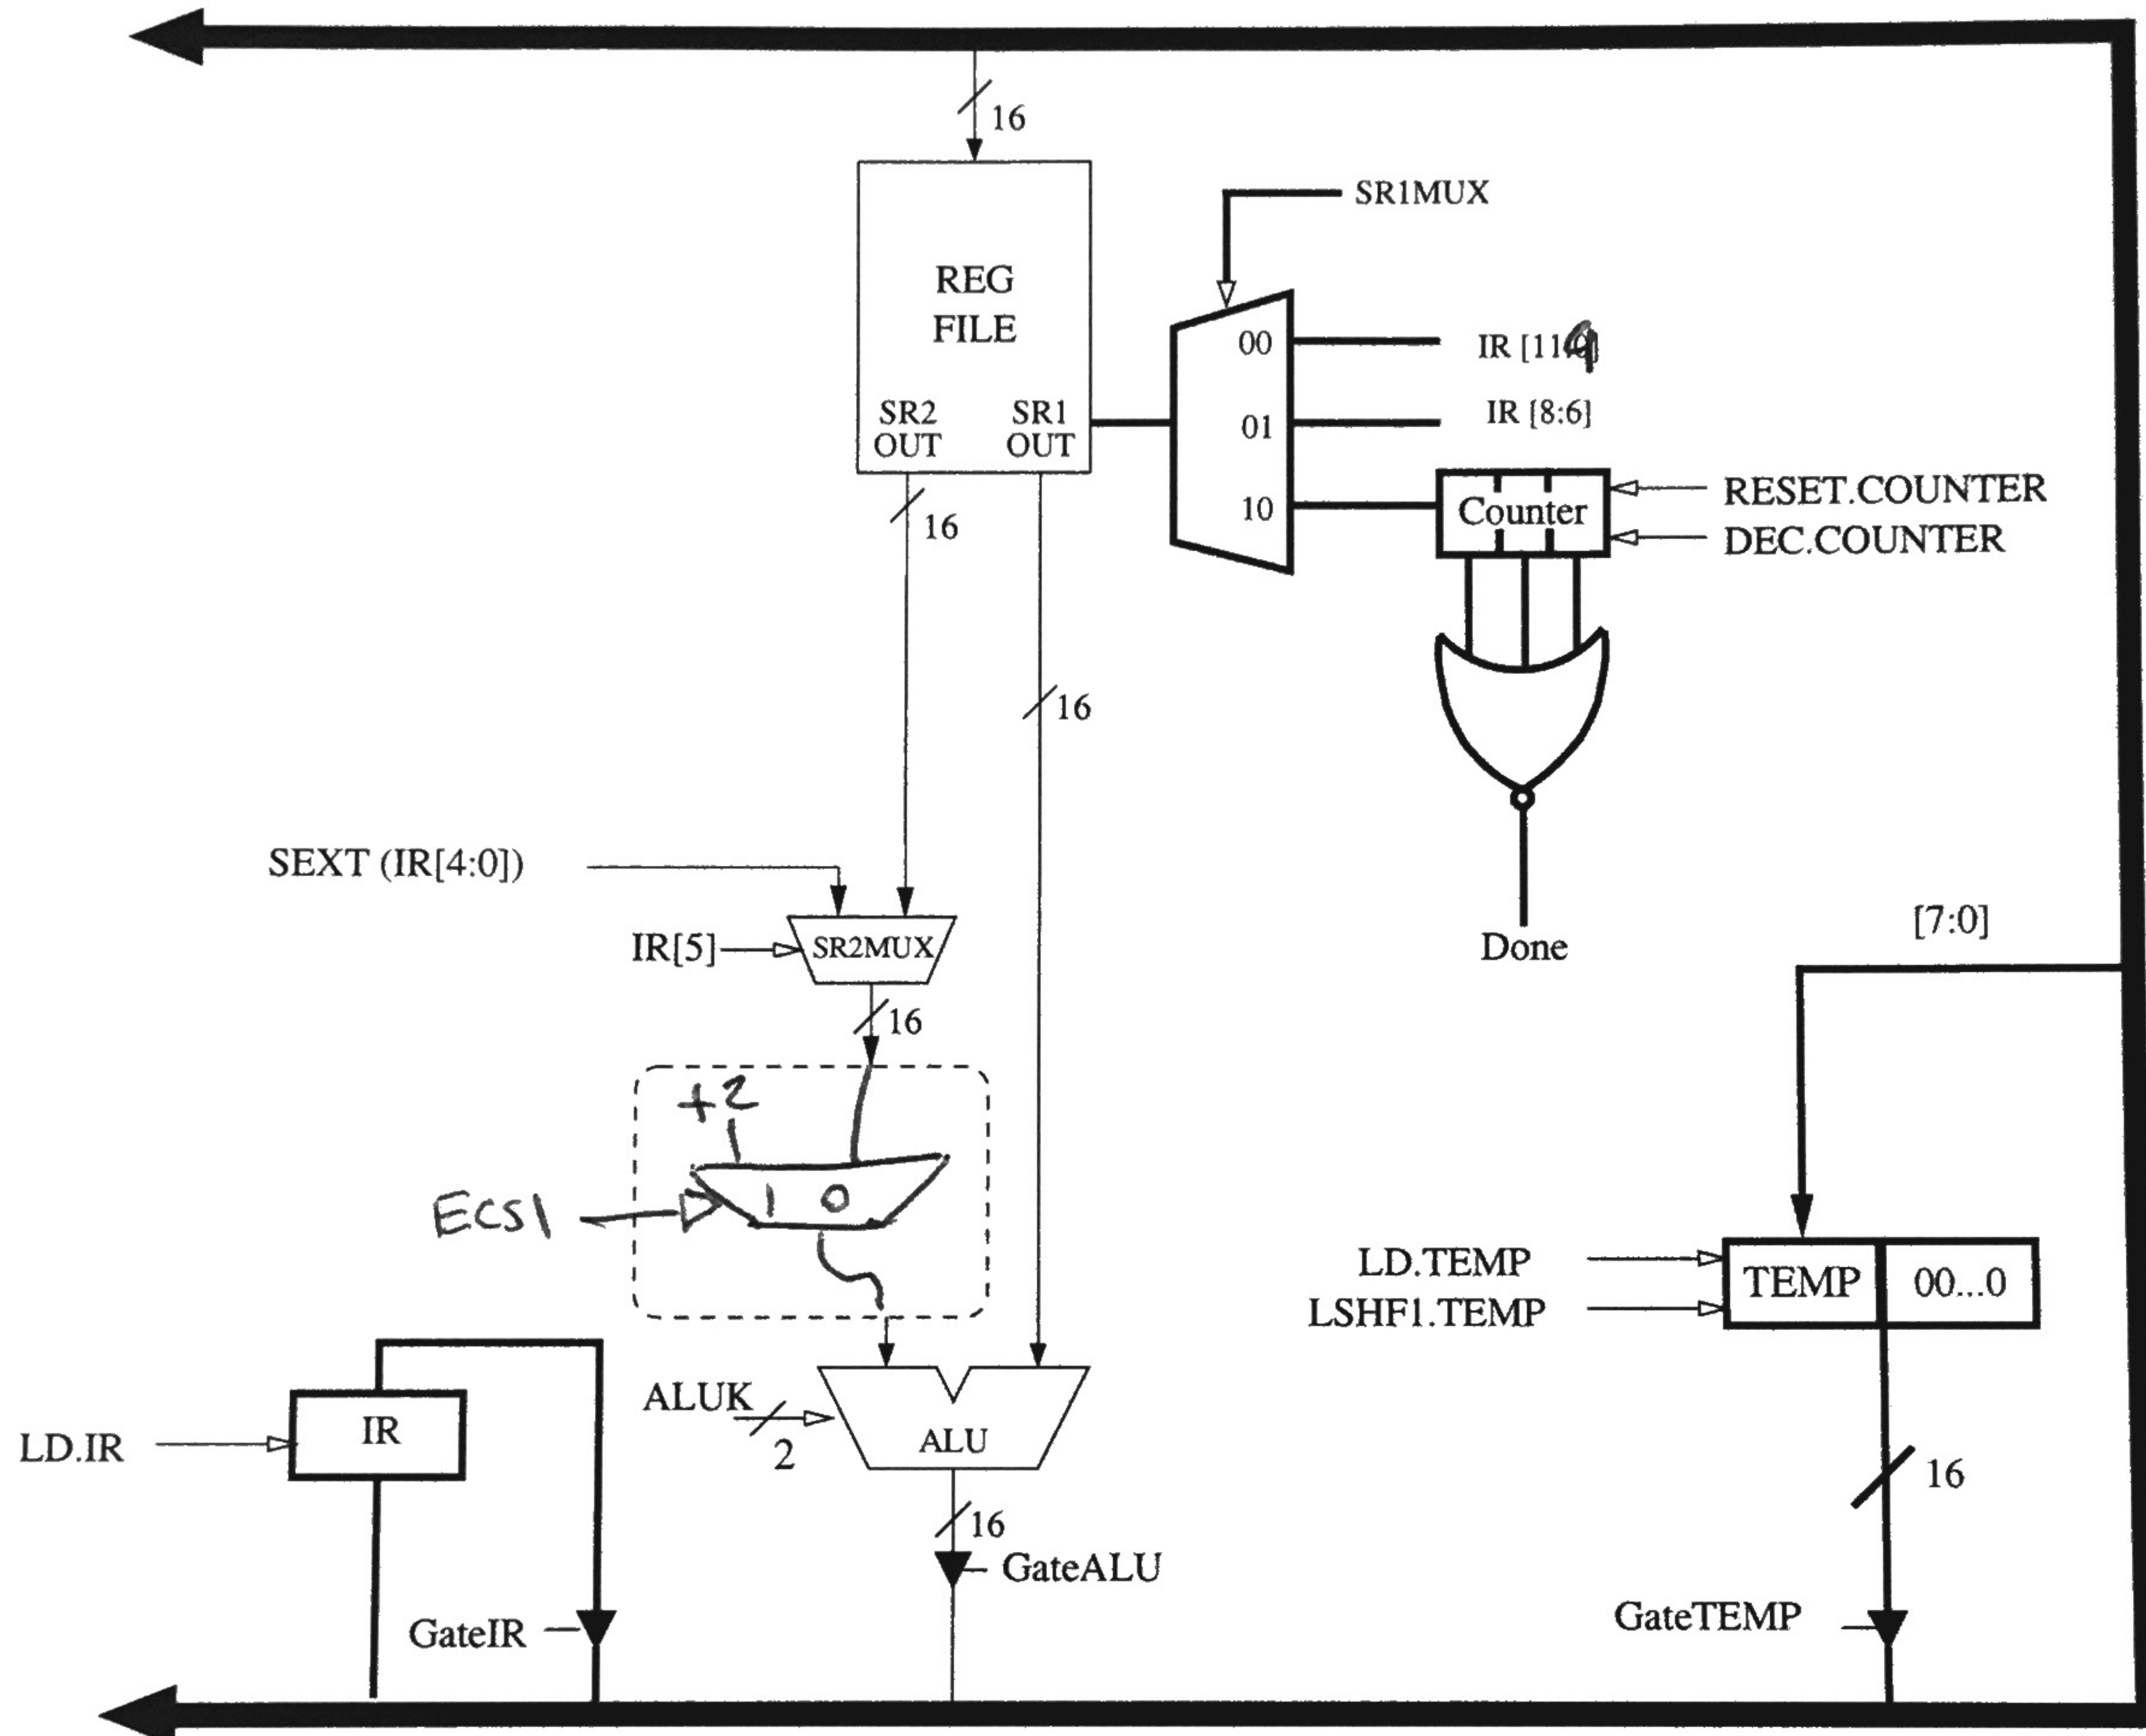 16
SR1MUX
REG
FILE
00
IR [11:9]
IR [8:6]
SR2
OUT
SR1
OUT
01
10
Counter
RESET.COUNTER
DEC.COUNTER
16
16
SEXT (IR[4:0])
IR[5]
SR2MUX
Done
[7:0]
16
+2
1 0
ECS1
LD.TEMP
LSHF1.TEMP
TEMP
00...0
ALUK
2
ALU
LD.IR
IR
16
16
GateALU
GateIR
GateTEMP